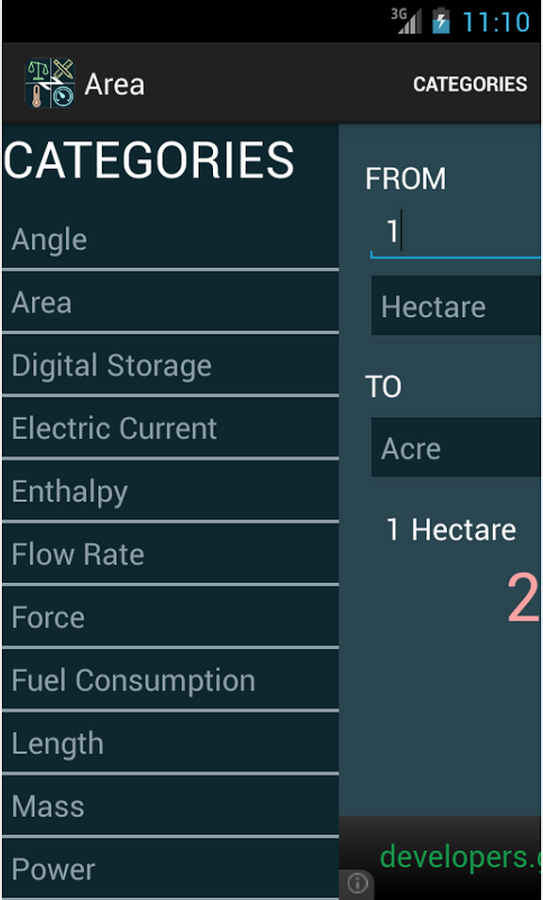 3G 11:10
Area CATEGORIES
CATEGORIES
Angle
Area
Digital Storage
Electric Current
Enthalpy
Flow Rate
Force
Fuel Consumption
Length
Mass
Power
FROM
1
Hectare
TO
Acre
1 Hectare
2
developers.g